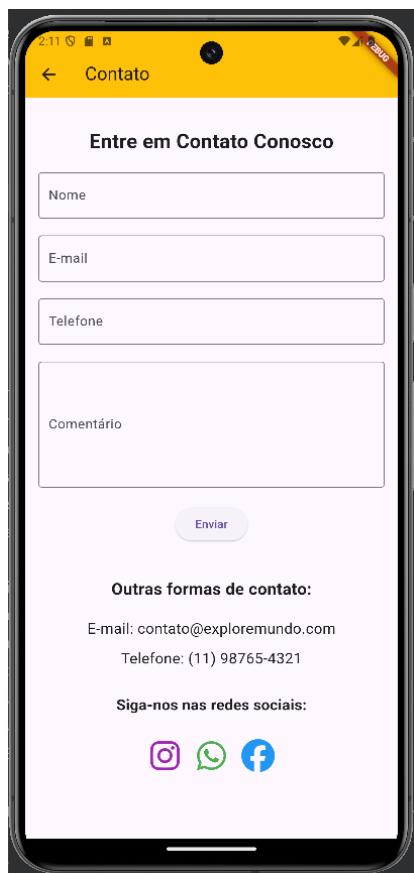 2:11
DEBUG
Contato
Entre em Contato Conosco
Nome
E-mail
Telefone
Comentário
Enviar
Outras formas de contato:
E-mail: contato@exploremundo.com
Telefone: (11) 98765-4321
Siga-nos nas redes sociais: